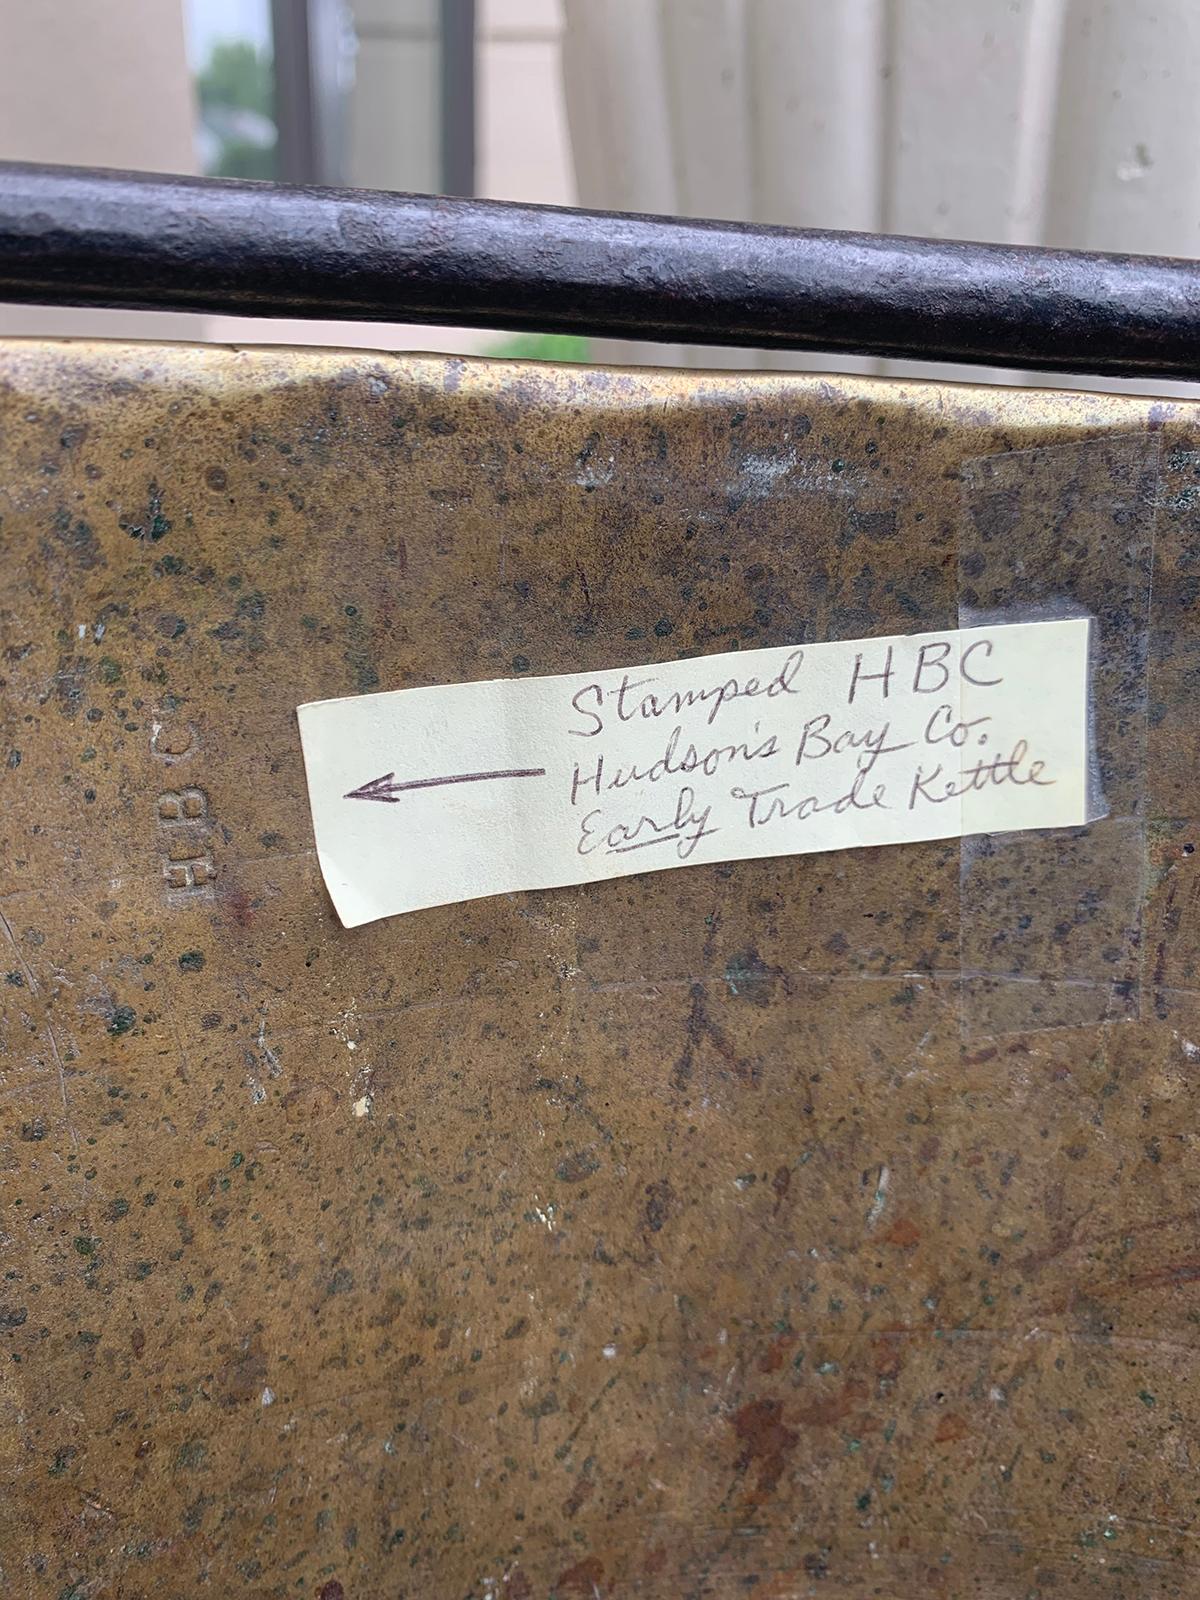 HBC
Stamped HBC
Hudson's Bay Co.
Early Trade Kettle